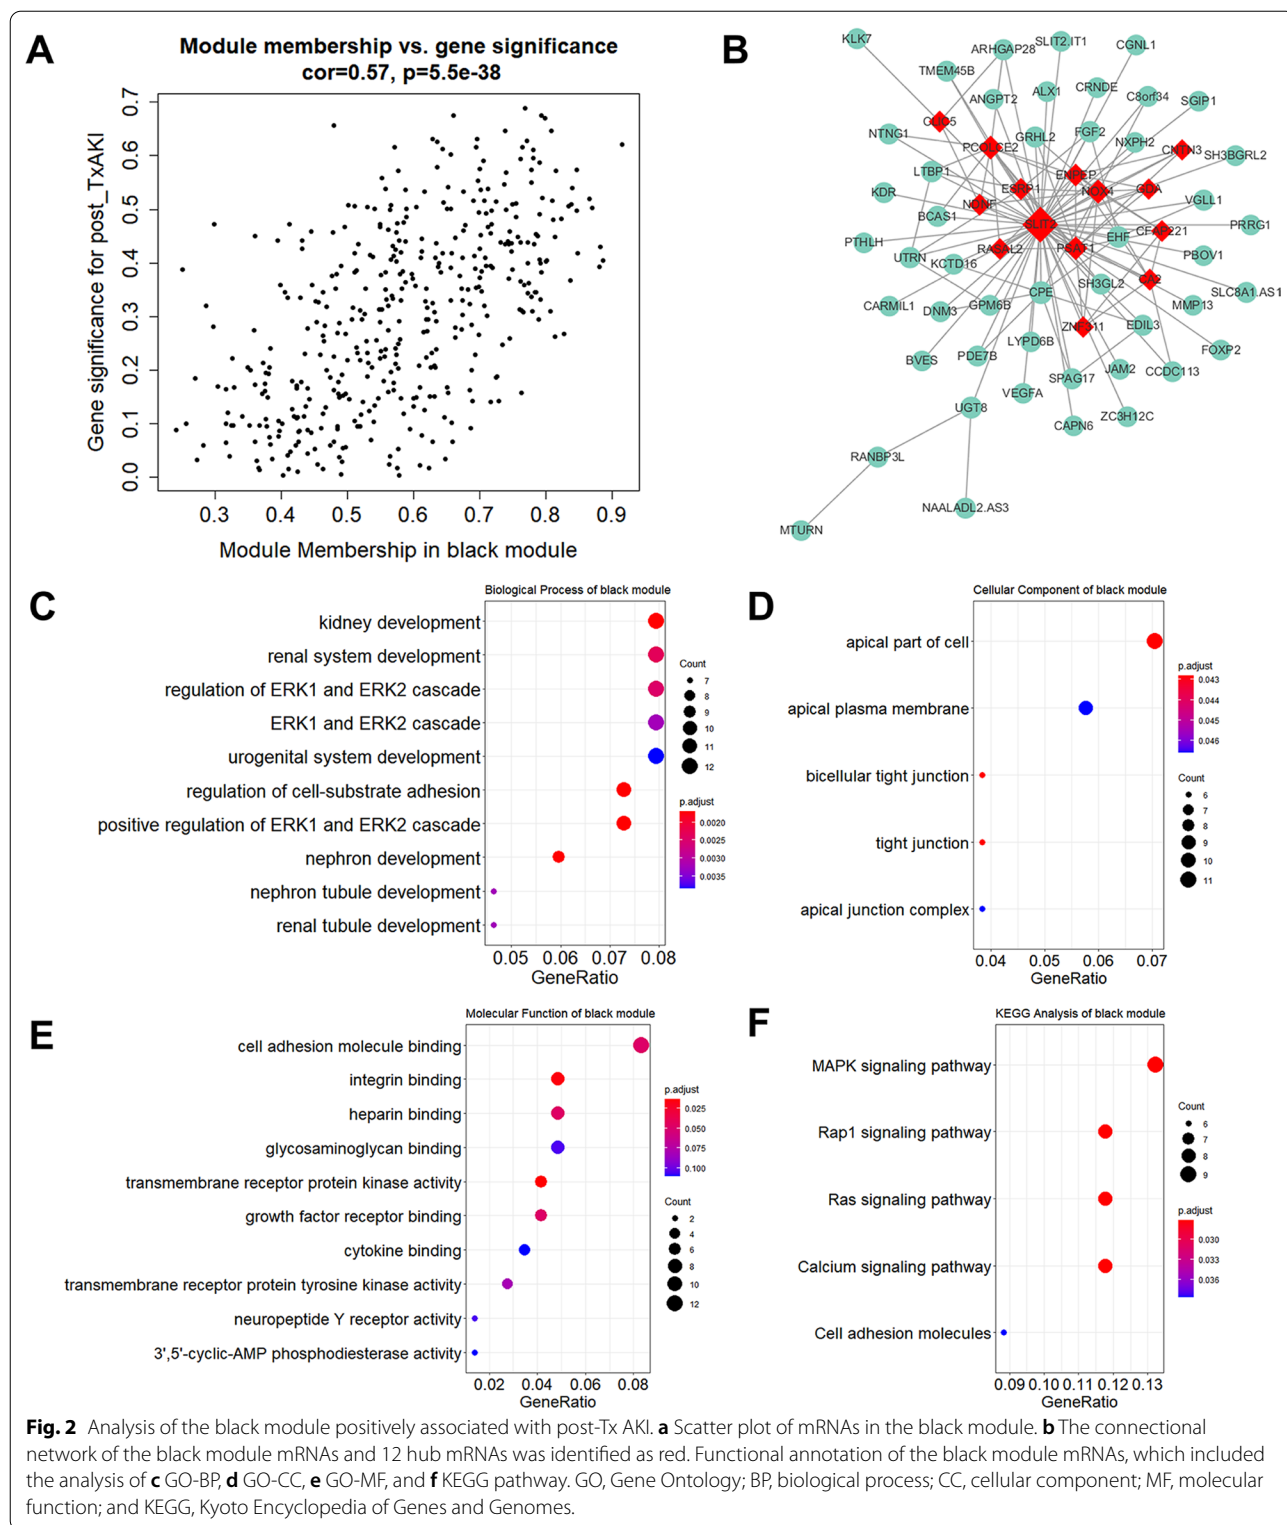 A
Module membership vs. gene significance
cor=0.57, p=5.5e-38
Gene significance for post_TxAKI
0.7
0.6
0.5
0.4
0.3
0.2
0.1
0.0
0.3 0.4 0.5 0.6 0.7 0.8 0.9
Module Membership in black module
B
KLK7
ARHGAP28
SLIT2.IT1
CGNL1
TMEM45B
ANGPT2
ALX1
CRNDE
C8orf34
SGIP1
NTNG1
PCOLCE2
GRHL2
FGF2
NXPH2
CNTN3
SH3BGRL2
LTBP1
ESRP1
ENPEP
NOX4
KDR
NDNF
VGLL1
BCAS1
SLIT2
CFAP221
PRRG1
PTHLH
UTRN
KCTD16
RASAL2
PSAT1
EHF
PBOV1
CARMIL1
DNM3
GPM6B
CPE
SH3GL2
CA2
MMP13
SLC8A1.AS1
ZNF311
EDIL3
BVES
PDE7B
LYPD6B
FOXP2
VEGFA
SPAG17
JAM2
CCDC113
UGT8
CAPN6
ZC3H12C
RANBP3L
NAALADL2.AS3
MTURN
C
Biological Process of black module
kidney development
renal system development
regulation of ERK1 and ERK2 cascade
ERK1 and ERK2 cascade
urogenital system development
regulation of cell-substrate adhesion
positive regulation of ERK1 and ERK2 cascade
nephron development
nephron tubule development
renal tubule development
0.05 0.06 0.07 0.08
GeneRatio
Count
7
8
9
10
11
12
p.adjust
0.0020
0.0025
0.0030
0.0035
D
Cellular Component of black module
apical part of cell
apical plasma membrane
bicellular tight junction
tight junction
apical junction complex
0.04 0.05 0.06 0.07
GeneRatio
p.adjust
0.043
0.044
0.045
0.046
Count
6
7
8
9
10
11
E
Molecular Function of black module
cell adhesion molecule binding
integrin binding
heparin binding
glycosaminoglycan binding
transmembrane receptor protein kinase activity
growth factor receptor binding
cytokine binding
transmembrane receptor protein tyrosine kinase activity
neuropeptide Y receptor activity
3',5'-cyclic-AMP phosphodiesterase activity
0.02 0.04 0.06 0.08
GeneRatio
p.adjust
0.025
0.050
0.075
0.100
Count
2
4
6
8
10
12
F
KEGG Analysis of black module
MAPK signaling pathway
Rap1 signaling pathway
Ras signaling pathway
Calcium signaling pathway
Cell adhesion molecules
0.09 0.10 0.11 0.12 0.13
GeneRatio
Count
6
7
8
9
p.adjust
0.030
0.033
0.036
Fig. 2 Analysis of the black module positively associated with post-Tx AKI. a Scatter plot of mRNAs in the black module. b The connectional
network of the black module mRNAs and 12 hub mRNAs was identified as red. Functional annotation of the black module mRNAs, which included
the analysis of c GO-BP, d GO-CC, e GO-MF, and f KEGG pathway. GO, Gene Ontology; BP, biological process; CC, cellular component; MF, molecular
function; and KEGG, Kyoto Encyclopedia of Genes and Genomes.